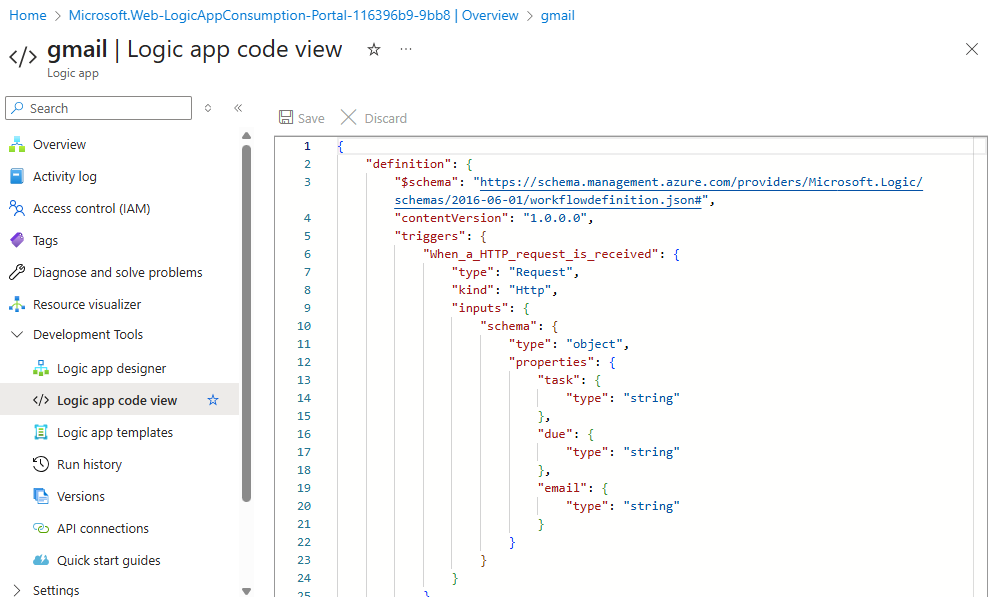 Home > Microsoft.Web-LogicAppConsumption-Portal-116396b9-9bb8 | Overview > gmail
gmail | Logic app code view
Logic app
Search
Overview
Activity log
Access control (IAM)
Tags
Diagnose and solve problems
Resource visualizer
Development Tools
Logic app designer
Logic app code view
Logic app templates
Run history
Versions
API connections
Quick start guides
Settings
Save Discard
1 {
2 "definition": {
3 "$schema": "https://schema.management.azure.com/providers/Microsoft.Logic/
schemas/2016-06-01/workflowdefinition.json#",
4 "contentVersion": "1.0.0.0",
5 "triggers": {
6 "When_a_HTTP_request_is_received": {
7 "type": "Request",
8 "kind": "Http",
9 "inputs": {
10 "schema": {
11 "type": "object",
12 "properties": {
13 "task": {
14 "type": "string"
15 },
16 "due": {
17 "type": "string"
18 },
19 "email": {
20 "type": "string"
21 }
22 }
23 }
24 }
25 }